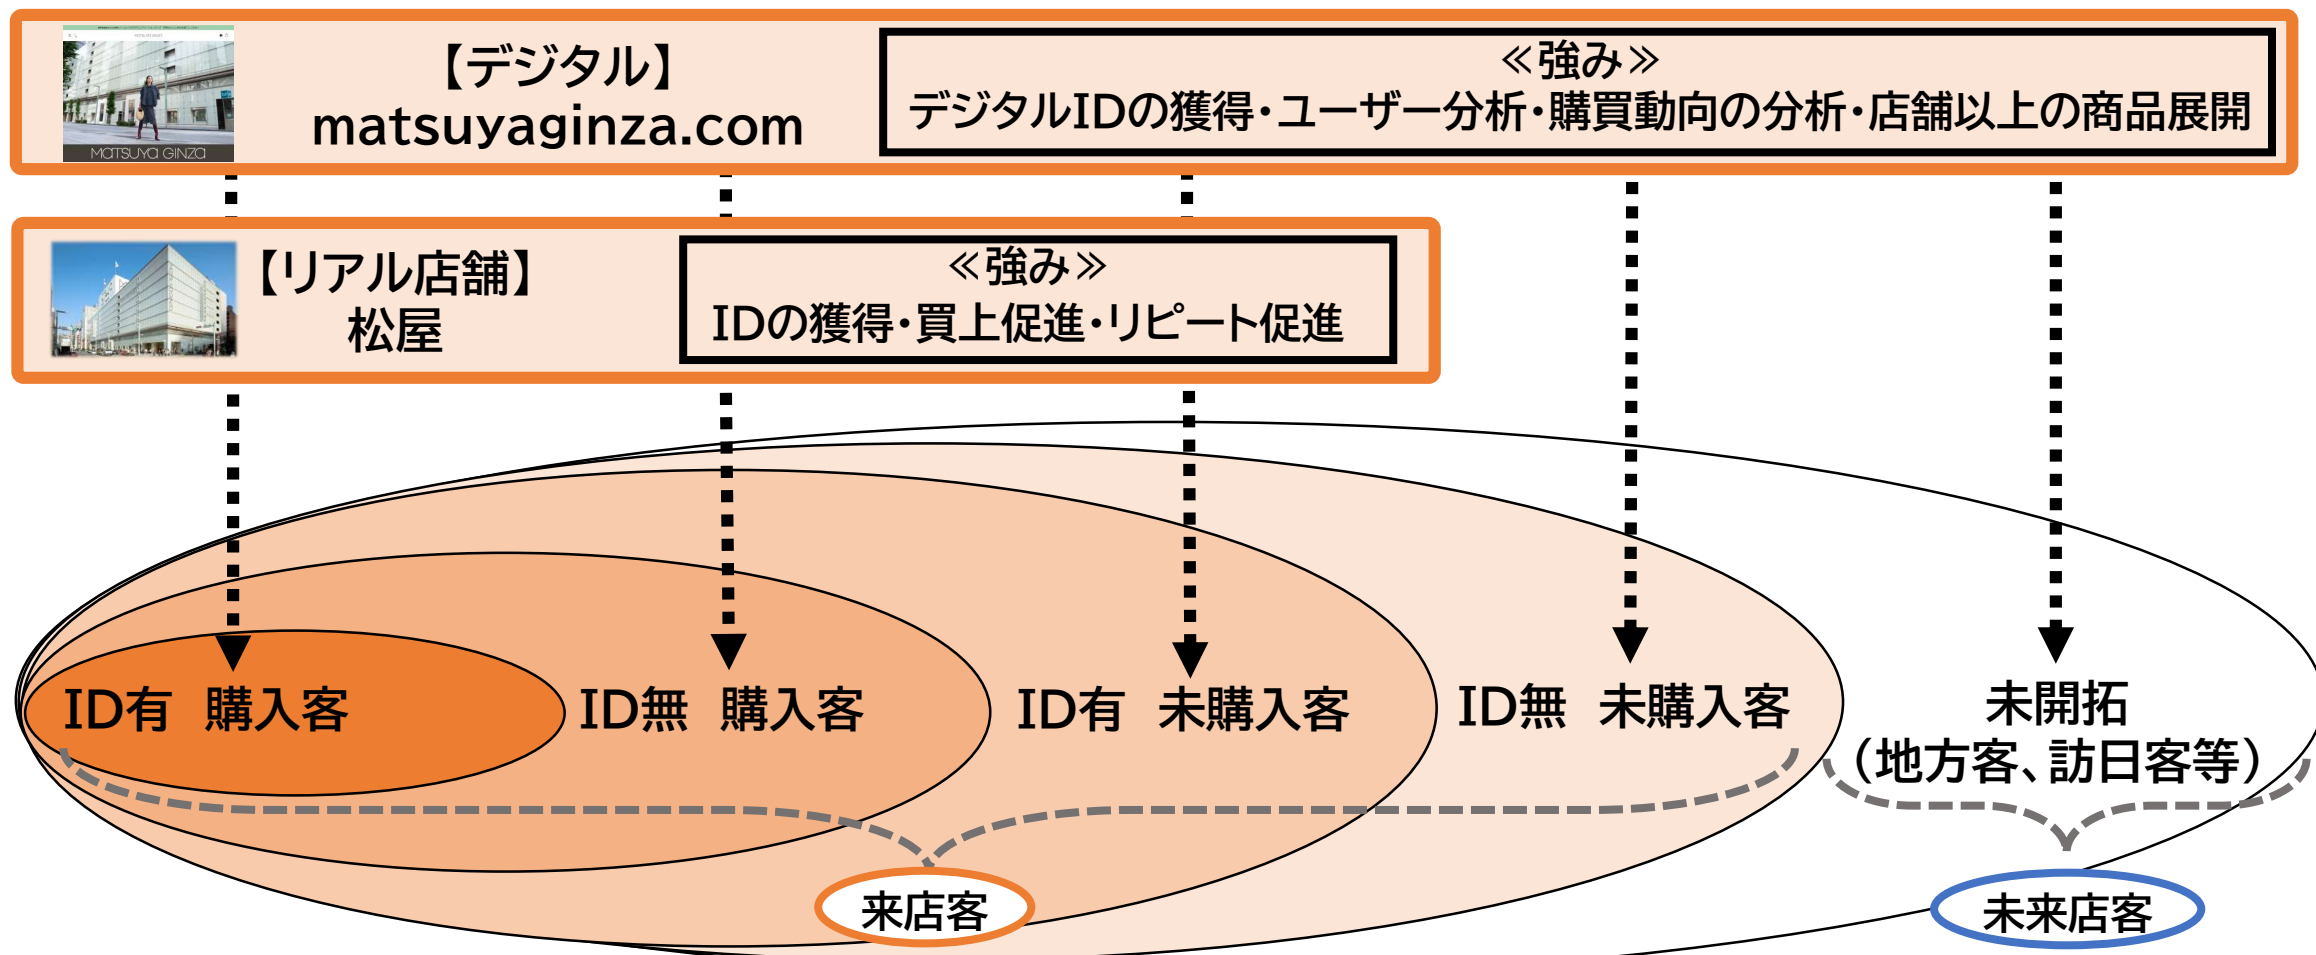 【デジタル】
matsuyaginza.com
≪強み≫
デジタルIDの獲得・ユーザー分析・購買動向の分析・店舗以上の商品展開
MATSUYA GINZA
【リアル店舗】
松屋
≪強み≫
IDの獲得・買上促進・リピート促進
ID有　購入客
ID無　購入客
ID有　未購入客
ID無　未購入客
未開拓
（地方客、訪日客等）
来店客
未来店客